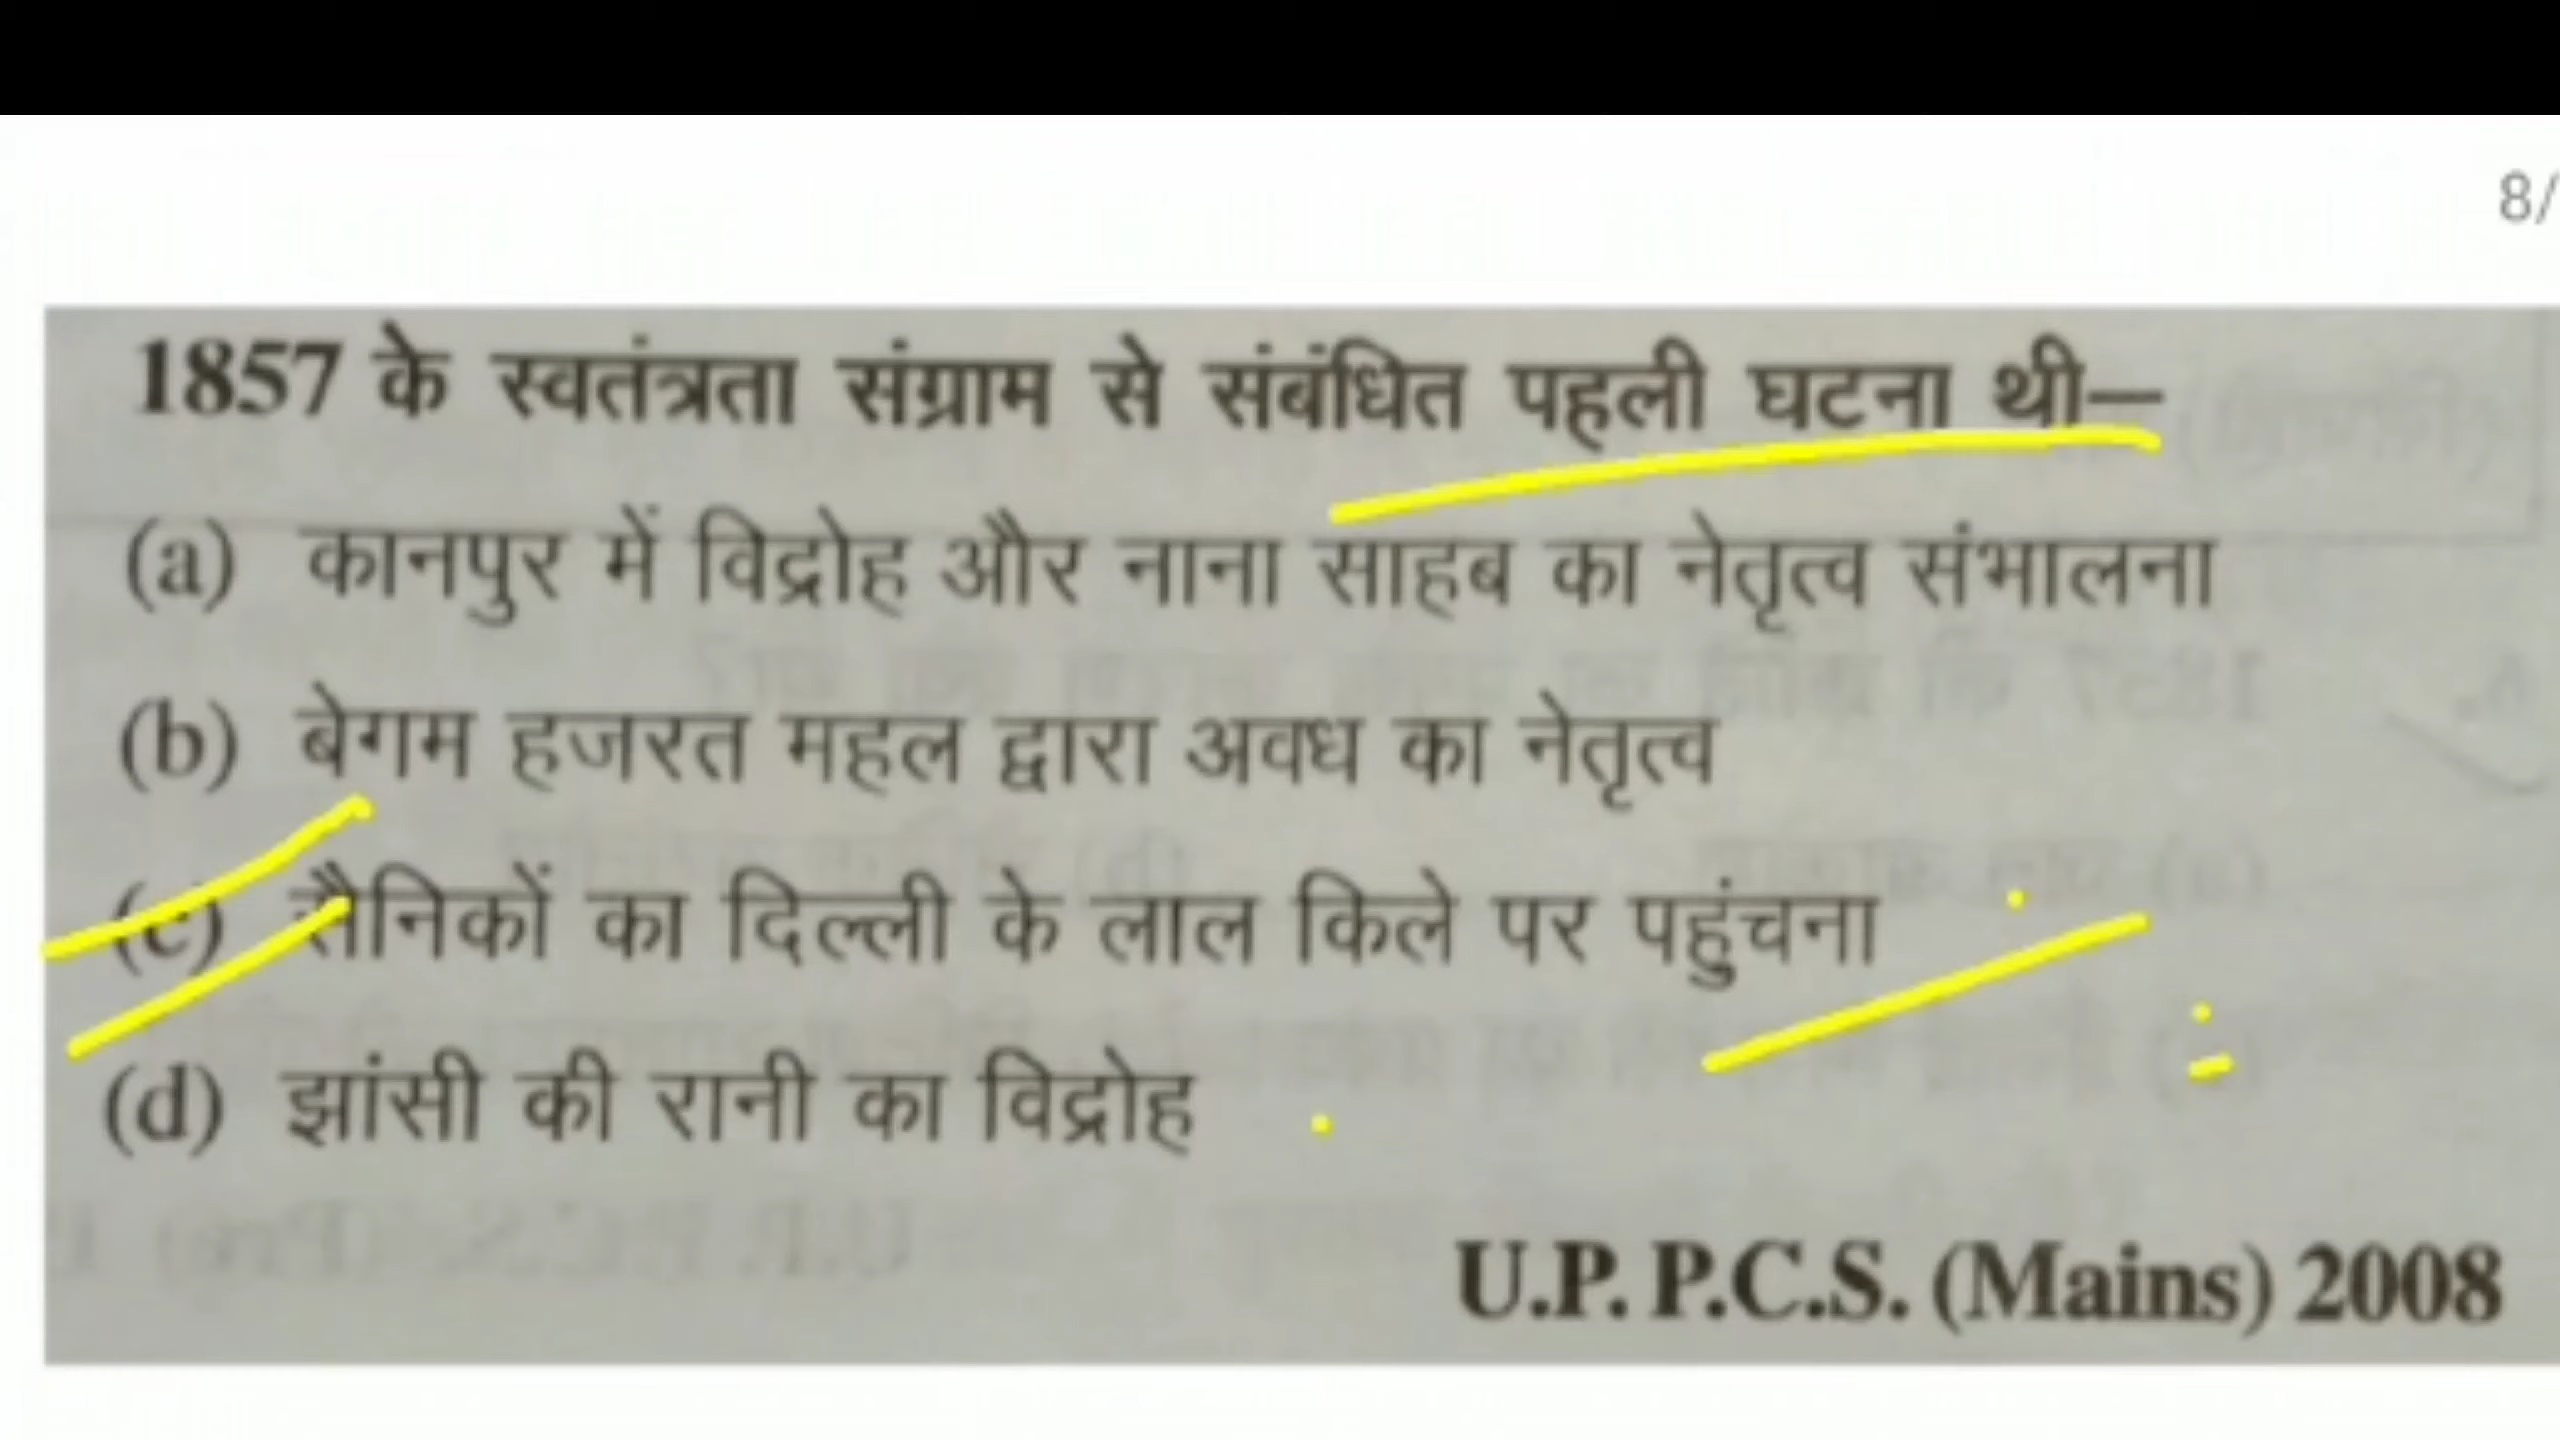 8/
1857 के स्वतंत्रता संग्राम से संबंधित पहली घटना थी—
(a) कानपुर में विद्रोह और नाना साहब का नेतृत्व संभालना
(b) बेगम हजरत महल द्वारा अवध का नेतृत्व
(c) सैनिकों का दिल्ली के लाल किले पर पहुंचना
(d) झांसी की रानी का विद्रोह
U.P. P.C.S. (Mains) 2008